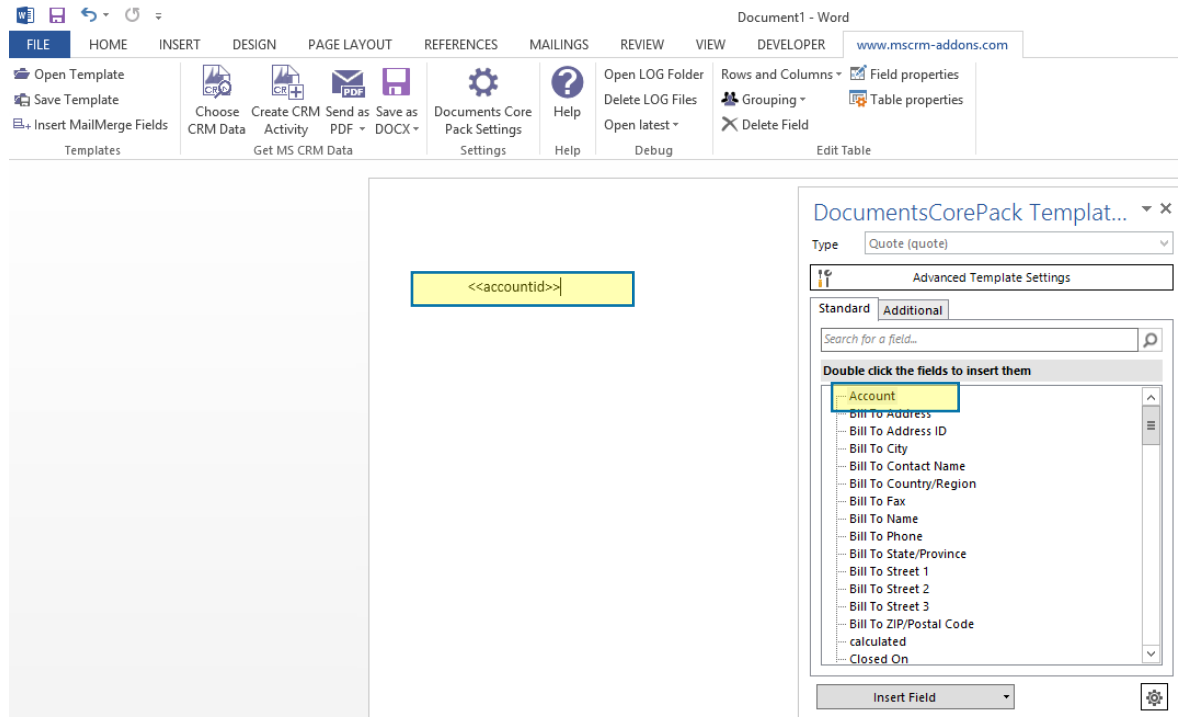 Document1 - Word
FILE HOME INSERT DESIGN PAGE LAYOUT REFERENCES MAILINGS REVIEW VIEW DEVELOPER www.mscrm-addons.com
Open Template
Save Template
Insert MailMerge Fields
Templates
CRM
Choose
CRM Data
CR
Create CRM
Activity
PDF
Send as
PDF
Save as
DOCX
Get MS CRM Data
Documents Core
Pack Settings
Settings
Help
Help
Open LOG Folder
Delete LOG Files
Open latest
Debug
Rows and Columns
Grouping
Delete Field
Field properties
Table properties
Edit Table
<<accountid>>
DocumentsCorePack Templat...
Type Quote (quote)
Advanced Template Settings
Standard Additional
Search for a field...
Double click the fields to insert them
Account
Bill To Address
Bill To Address ID
Bill To City
Bill To Contact Name
Bill To Country/Region
Bill To Fax
Bill To Name
Bill To Phone
Bill To State/Province
Bill To Street 1
Bill To Street 2
Bill To Street 3
Bill To ZIP/Postal Code
calculated
Closed On
Insert Field